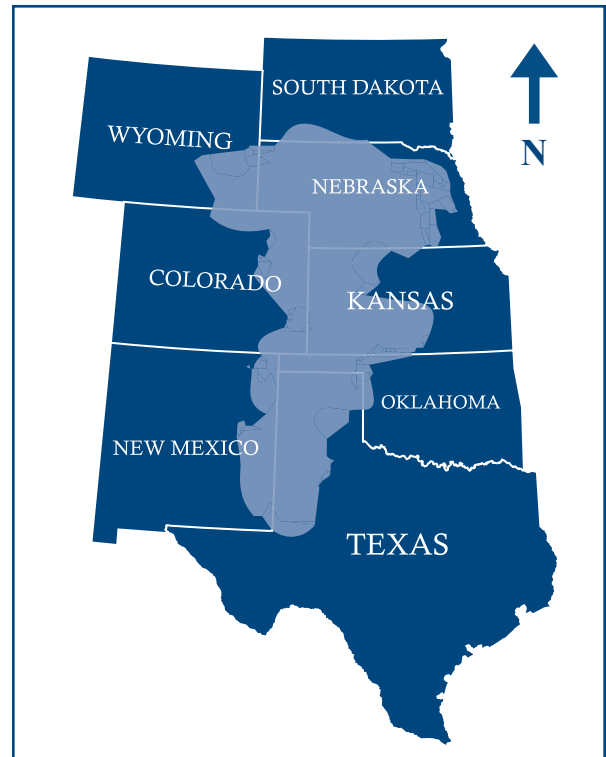 SOUTH DAKOTA
WYOMING
N
NEBRASKA
COLORADO
KANSAS
OKLAHOMA
NEW MEXICO
TEXAS